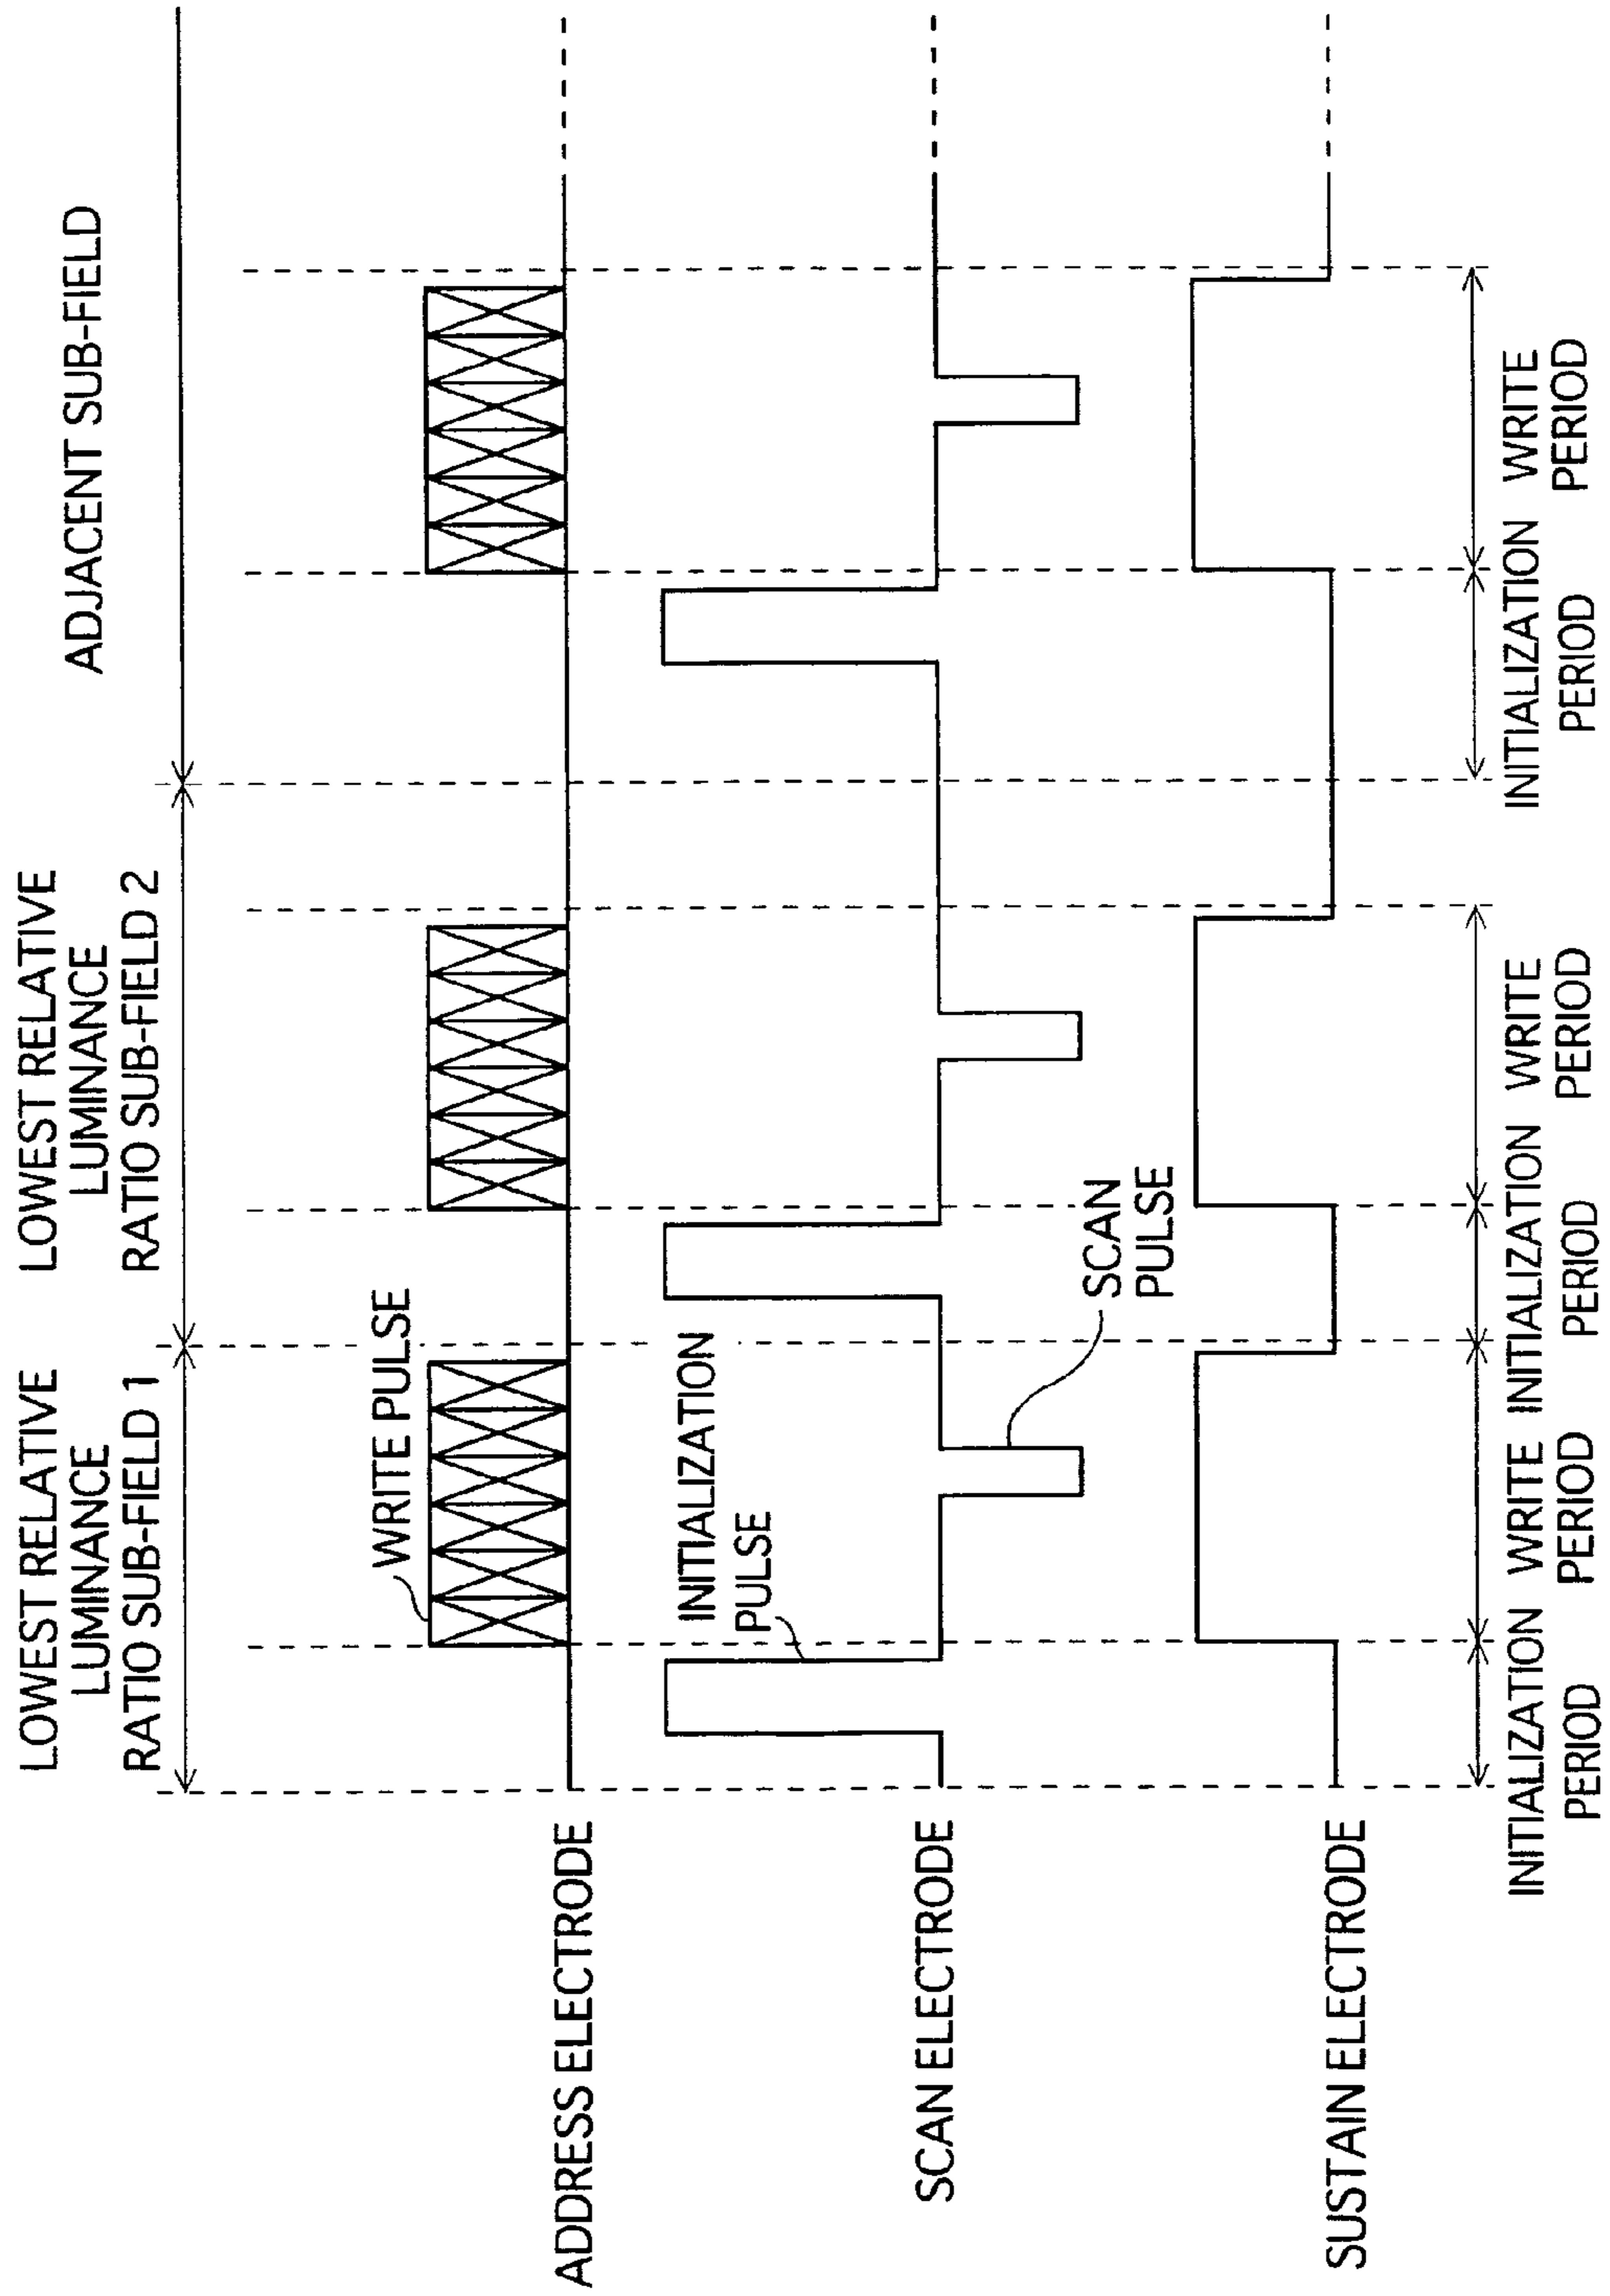 LOWEST RELATIVE
LUMINANCE
RATIO SUB-FIELD 1
LOWEST RELATIVE
LUMINANCE
RATIO SUB-FIELD 2
ADJACENT SUB-FIELD
WRITE PULSE
ADDRESS ELECTRODE
INITIALIZATION
PULSE
SCAN ELECTRODE
SCAN
PULSE
SUSTAIN ELECTRODE
INITIALIZATION
PERIOD
WRITE
PERIOD
INITIALIZATION
PERIOD
WRITE
PERIOD
INITIALIZATION
PERIOD
WRITE
PERIOD